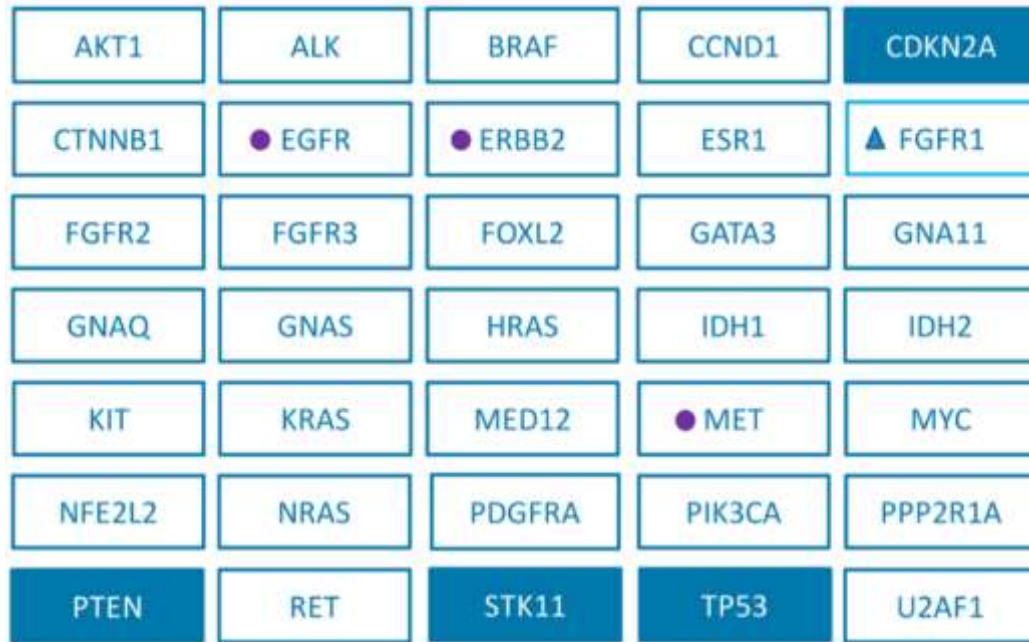 AKT1 ALK BRAF CCND1 CDKN2A
CTNNB1 EGFR ERBB2 ESR1 FGFR1
FGFR2 FGFR3 FOXL2 GATA3 GNA11
GNAQ GNAS HRAS IDH1 IDH2
KIT KRAS MED12 MET MYC
NFE2L2 NRAS PDGFRA PIK3CA PPP2R1A
PTEN RET STK11 TP53 U2AF1